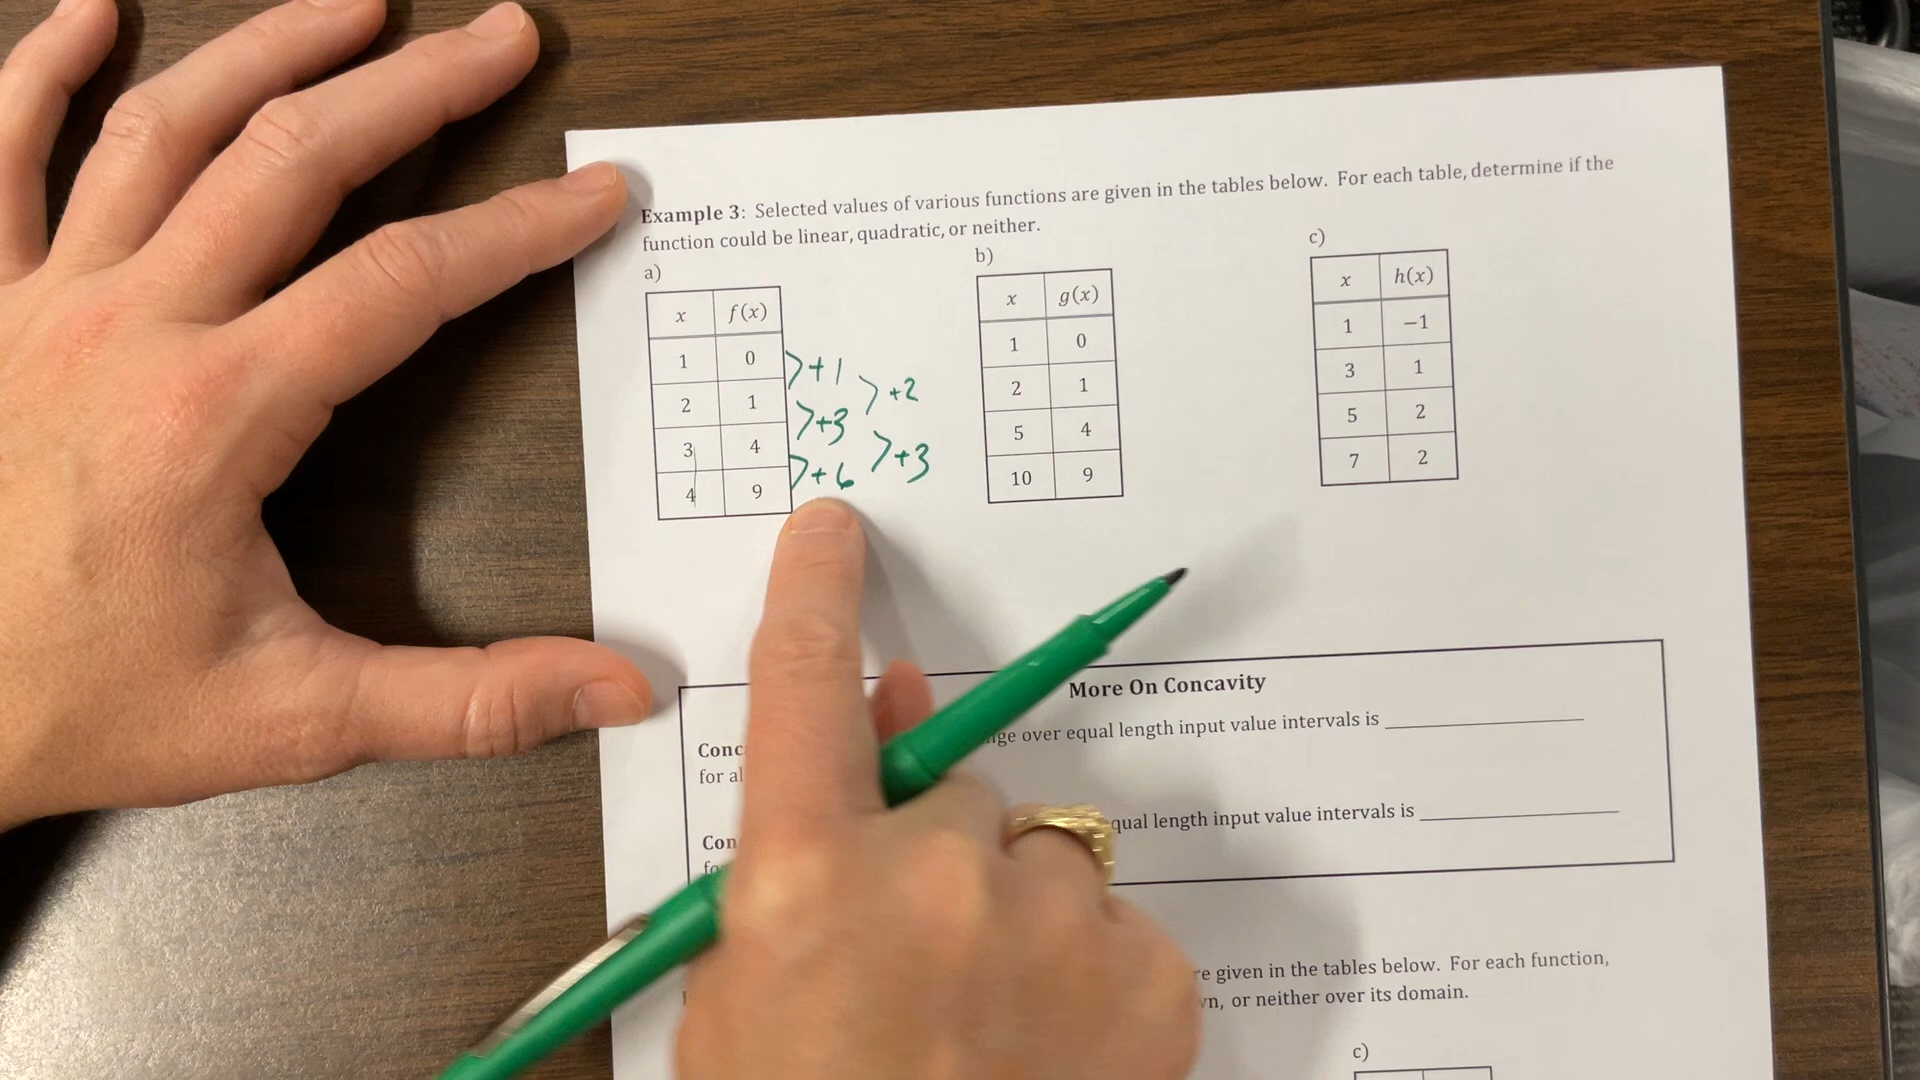 Example 3: Selected values of various functions are given in the tables below. For each table, determine if the
function could be linear, quadratic, or neither.
a)
x f(x)
1 0
2 1
3 4
4 9
>+1
>+3
>+6
>+2
>+3
b)
x g(x)
1 0
2 1
5 4
10 9
c)
x h(x)
1 −1
3 1
5 2
7 2
More On Concavity
over equal length input value intervals is
for
length input value intervals is
given in the tables below. For each function,
or neither over its domain.
c)